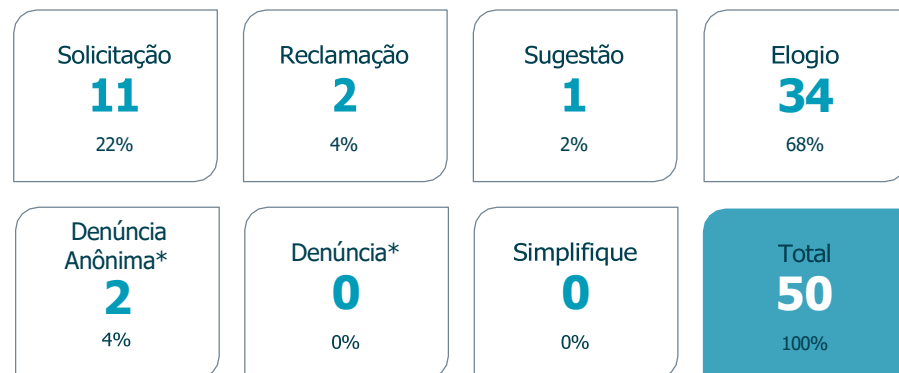 Solicitação
11
22%
Reclamação
2
4%
Sugestão
1
2%
Elogio
34
68%
Denúncia
Anônima*
2
4%
Denúncia*
0
0%
Simplifique
0
0%
Total
50
100%